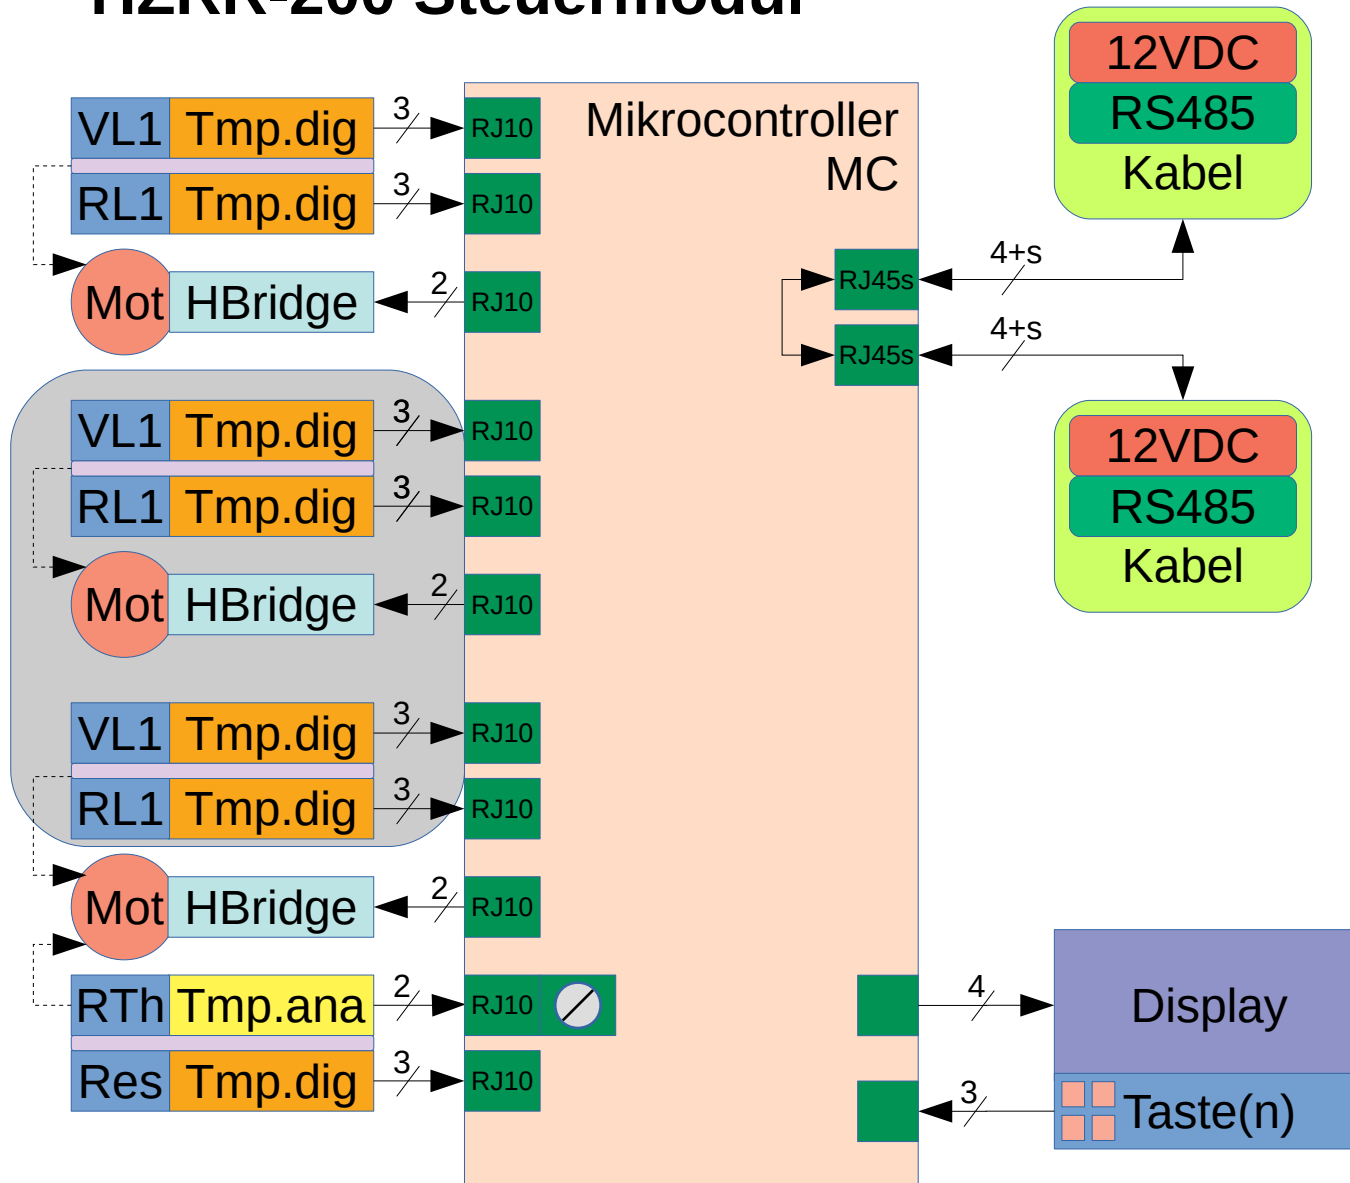 HZRR-200 Steuermodul
VL1 Tmp.dig 3 RJ10
RL1 Tmp.dig 3 RJ10
Mot HBridge 2 RJ10
VL1 Tmp.dig 3 RJ10
RL1 Tmp.dig 3 RJ10
Mot HBridge 2 RJ10
VL1 Tmp.dig 3 RJ10
RL1 Tmp.dig 3 RJ10
Mot HBridge 2 RJ10
RTh Tmp.ana 2 RJ10
Res Tmp.dig 3 RJ10
Mikrocontroller
MC
RJ45s 4+s
RJ45s 4+s
12VDC
RS485
Kabel
12VDC
RS485
Kabel
4 Display
3 Taste(n)